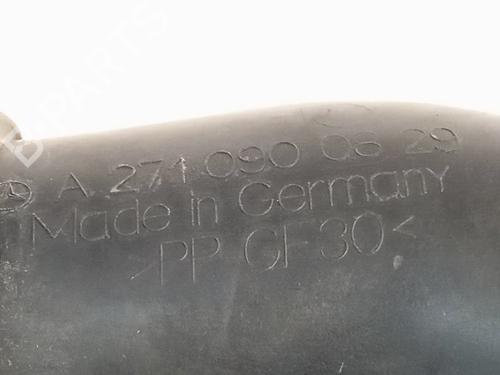 A 271 090 08 29
Made in Germany
>PP GF30<